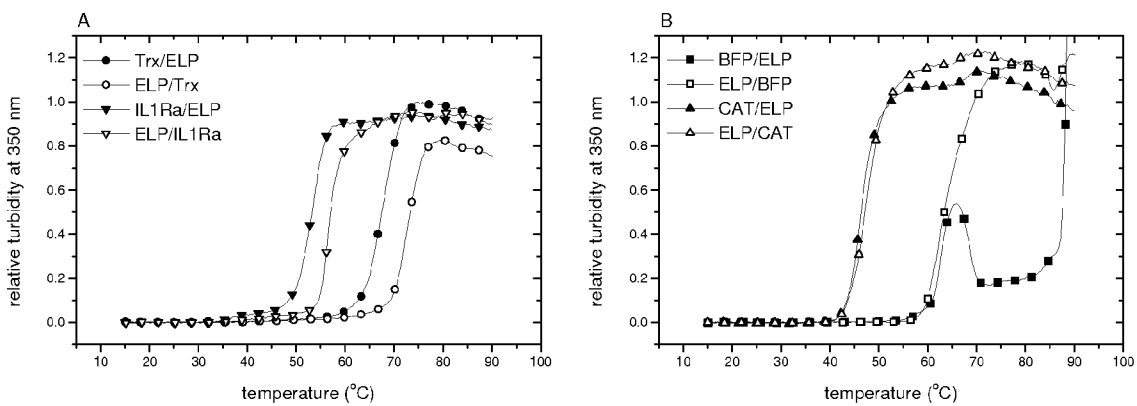 A
Trx/ELP
ELP/Trx
IL1Ra/ELP
ELP/IL1Ra
1.2
1.0
0.8
0.6
0.4
0.2
0.0
relative turbidity at 350 nm
10 20 30 40 50 60 70 80 90 100
temperature (°C)
B
BFP/ELP
ELP/BFP
CAT/ELP
ELP/CAT
1.2
1.0
0.8
0.6
0.4
0.2
0.0
relative turbidity at 350 nm
10 20 30 40 50 60 70 80 90 100
temperature (°C)